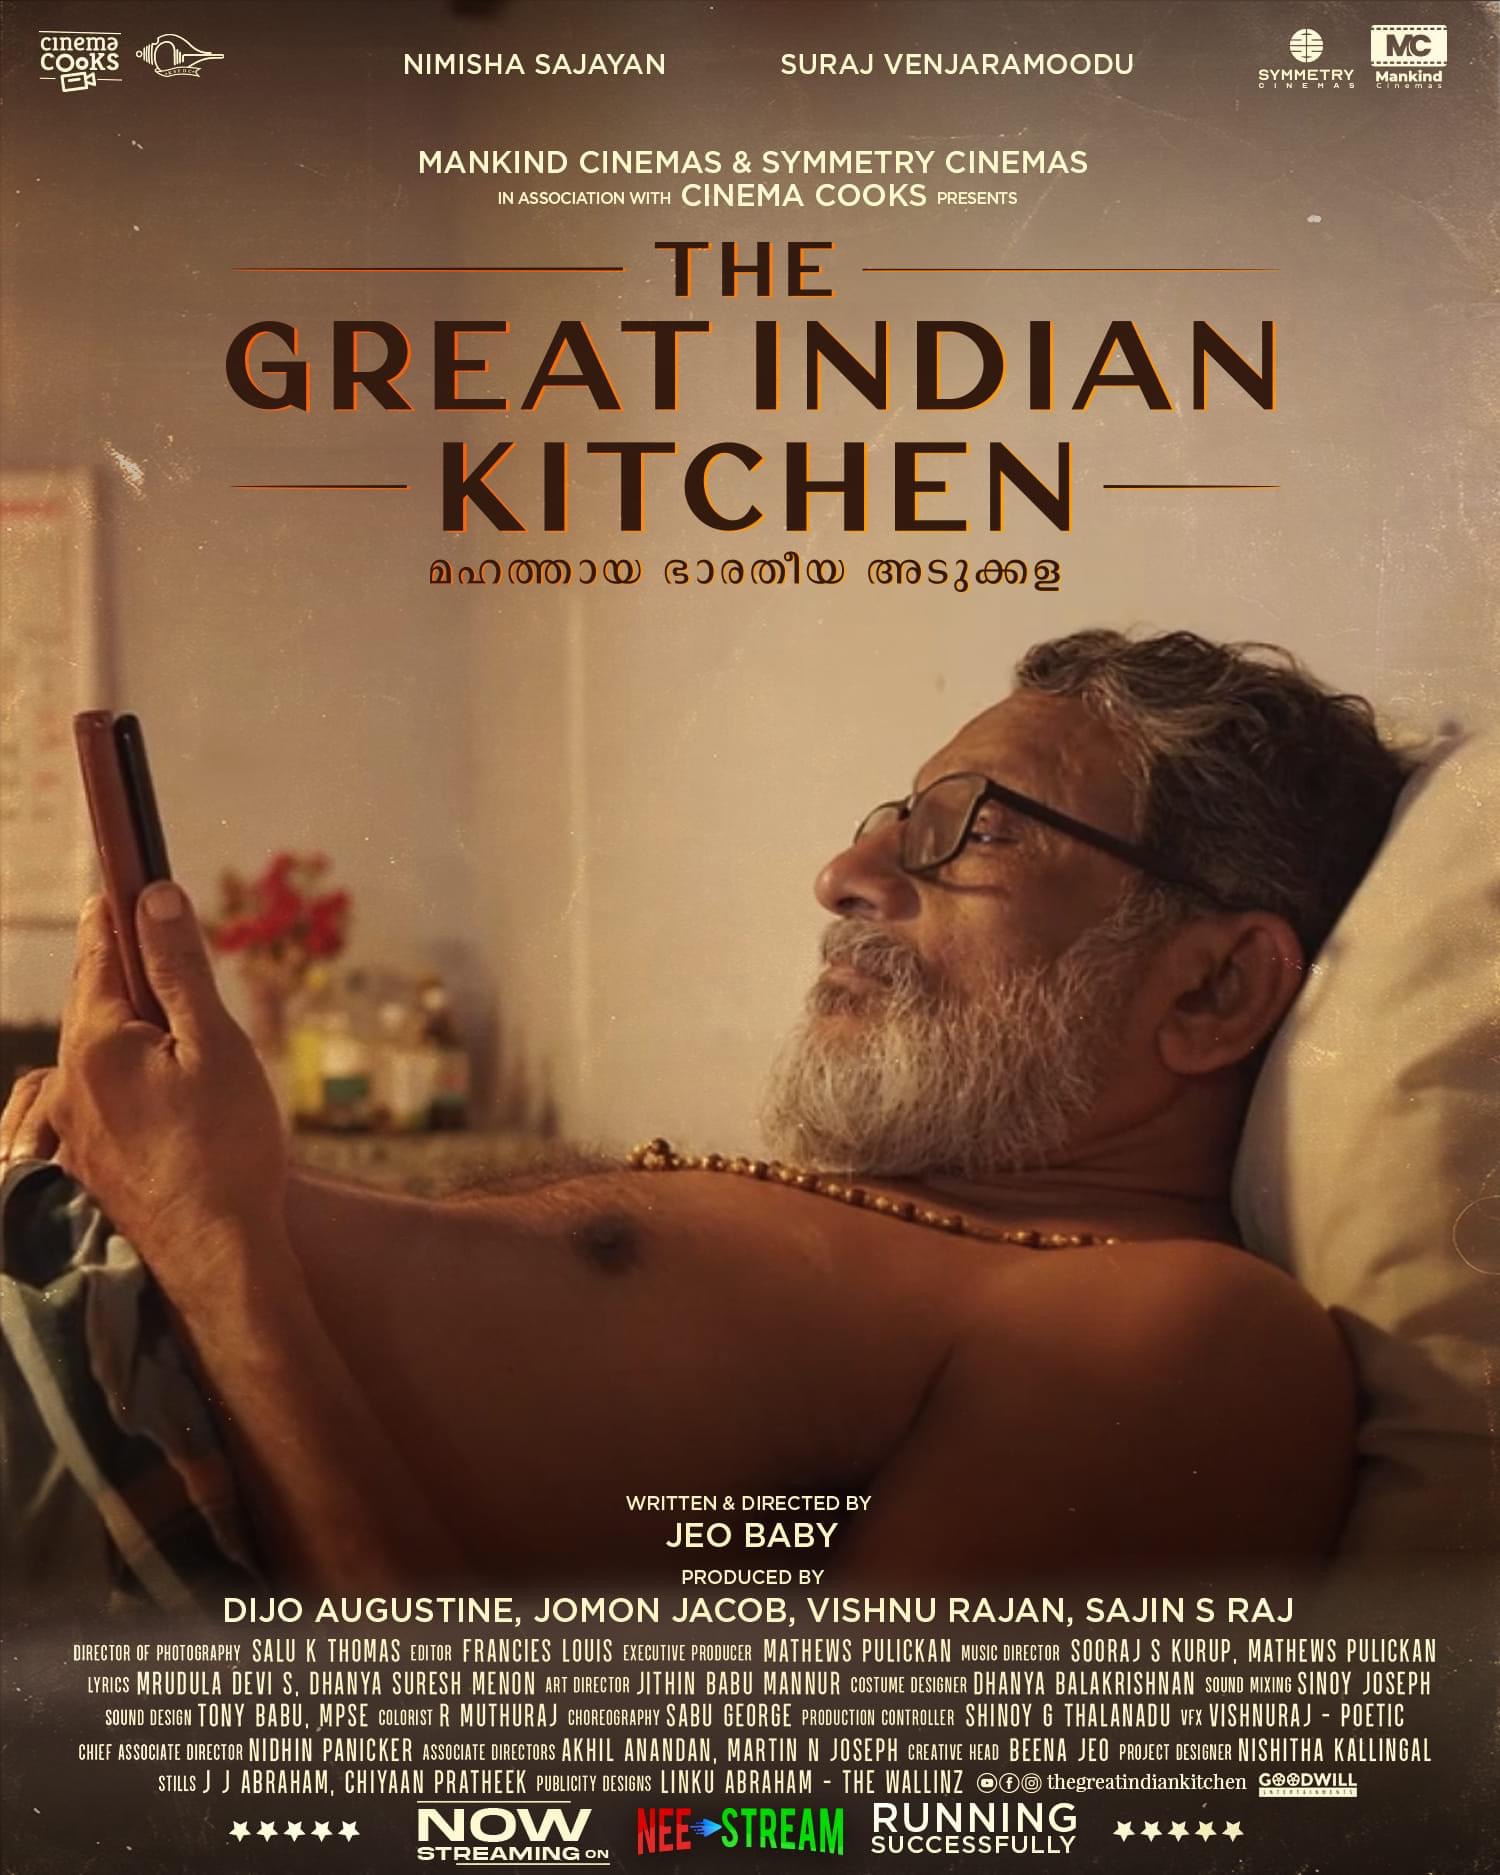 cinema
COOKS
NIMISHA SAJAYAN SURAJ VENJARAMOODU
SYMMETRY
CINEMAS
MC
Mankind
Cinemas
MANKIND CINEMAS & SYMMETRY CINEMAS
IN ASSOCIATION WITH CINEMA COOKS PRESENTS
THE
GREAT INDIAN
KITCHEN
മഹത്തായ ഭാരതീയ അടുക്കള
WRITTEN & DIRECTED BY
JEO BABY
PRODUCED BY
DIJO AUGUSTINE, JOMON JACOB, VISHNU RAJAN, SAJIN S RAJ
DIRECTOR OF PHOTOGRAPHY SALU K THOMAS EDITOR FRANCIES LOUIS EXECUTIVE PRODUCER MATHEWS PULICKAN MUSIC DIRECTOR SOORAJ S KURUP, MATHEWS PULICKAN
LYRICS MRUDULA DEVI S, DHANYA SURESH MENON ART DIRECTOR JITHIN BABU MANNUR COSTUME DESIGNER DHANYA BALAKRISHNAN SOUND MIXING SINOY JOSEPH
SOUND DESIGN TONY BABU, MPSE COLORIST R MUTHURAJ CHOREOGRAPHY SABU GEORGE PRODUCTION CONTROLLER SHINOY G THALANADU VFX VISHNURAJ - POETIC
CHIEF ASSOCIATE DIRECTOR NIDHIN PANICKER ASSOCIATE DIRECTORS AKHIL ANANDAN, MARTIN N JOSEPH CREATIVE HEAD BEENA JEO PROJECT DESIGNER NISHITHA KALLINGAL
STILLS J J ABRAHAM, CHIYAAN PRATHEEK PUBLICITY DESIGNS LINKU ABRAHAM - THE WALLINZ thegreatindiankitchen GOODWILL
ENTERTAINMENTS
NOW
STREAMING ON
NEE STREAM
RUNNING
SUCCESSFULLY